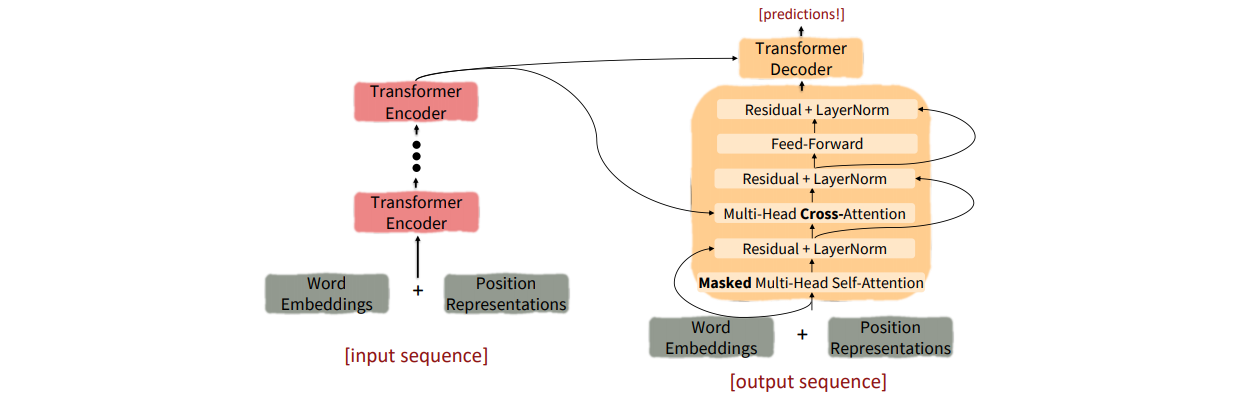 [predictions!]
Transformer
Decoder
Transformer
Encoder
Residual + LayerNorm
Feed-Forward
Residual + LayerNorm
Transformer
Encoder
Multi-Head Cross-Attention
Residual + LayerNorm
Masked Multi-Head Self-Attention
Word
Embeddings
+
Position
Representations
Word
Embeddings
+
Position
Representations
[input sequence]
[output sequence]